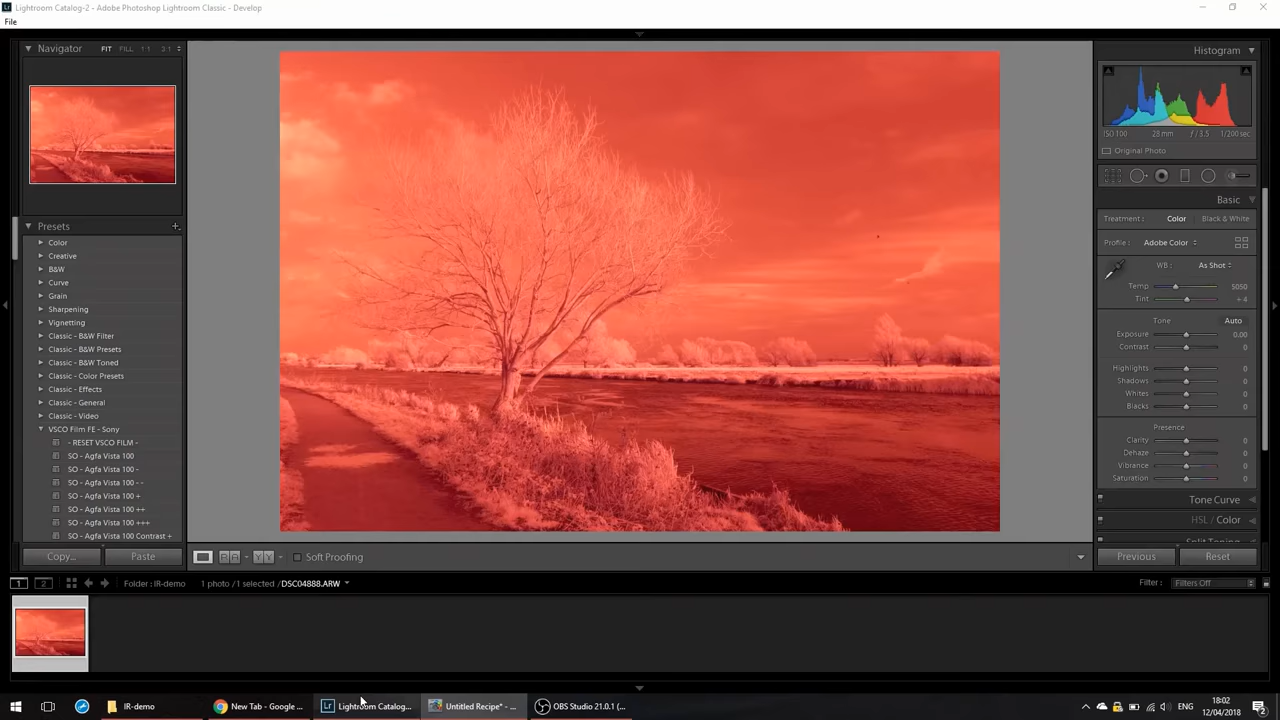 Lightroom Catalog-2 - Adobe Photoshop Lightroom Classic - Develop
File
Navigator FIT FILL 1:1 2:1
Presets +
Color
Creative
B&W
Curve
Grain
Sharpening
Vignetting
Classic - B&W Filter
Classic - B&W Presets
Classic - B&W Toned
Classic - Color Presets
Classic - Effects
Classic - General
Classic - Video
VSCO Film FE - Sony
- RESET VSCO FILM -
SO - Agfa Vista 100
SO - Agfa Vista 100 -
SO - Agfa Vista 100 - -
SO - Agfa Vista 100 +
SO - Agfa Vista 100 ++
SO - Agfa Vista 100 +++
SO - Agfa Vista 100 Contrast +
Copy... Paste
Soft Proofing
Histogram
ISO 100 28 mm f / 3.5 1/200 sec
Original Photo
Basic
Treatment: Color Black & White
Profile: Adobe Color
WB: As Shot
Temp 5050
Tint + 4
Tone Auto
Exposure 0.00
Contrast 0
Highlights 0
Shadows 0
Whites 0
Blacks 0
Presence
Clarity 0
Dehaze 0
Vibrance 0
Saturation 0
Tone Curve
HSL / Color
Split Toning
Previous Reset
1 2 Folder : IR-demo 1 photo / 1 selected / DSC04888.ARW Filter : Filters Off
IR-demo New Tab - Google ... Lightroom Catalog... Untitled Recipe* - ... OBS Studio 21.0.1 (... ENG 18:02
12/04/2018 2